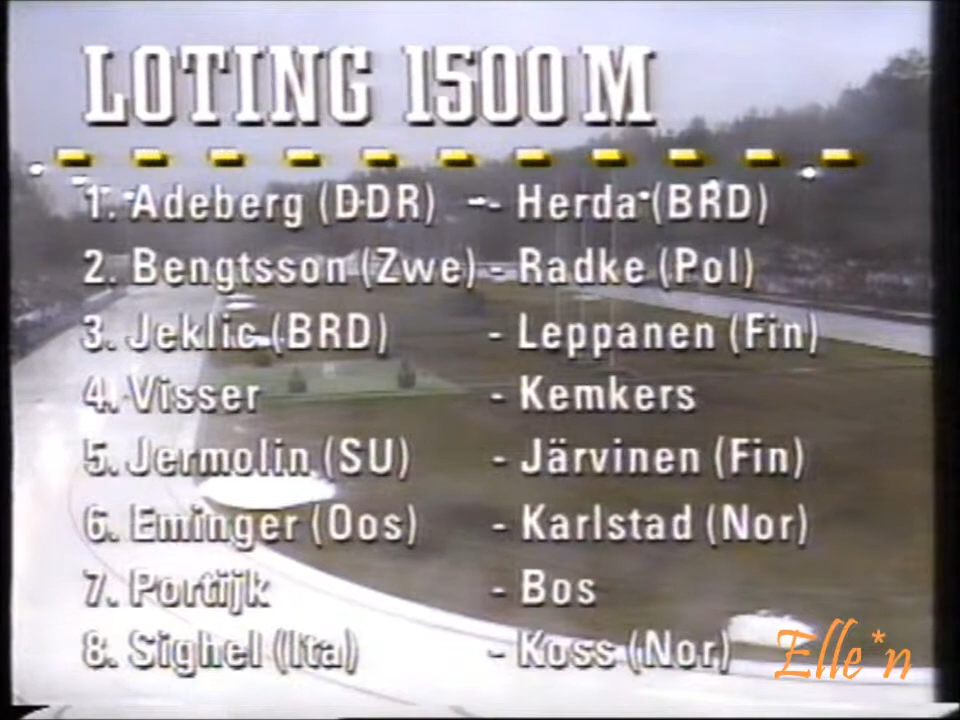 LOTING 1500 M
1. Adeberg (DDR) - Herda (BRD)
2. Bengtsson (Zwe) - Radke (Pol)
3. Jeklic (BRD) - Leppanen (Fin)
4. Visser - Kemkers
5. Jermolin (SU) - Järvinen (Fin)
6. Eminger (Oos) - Karlstad (Nor)
7. Portijk - Bos
8. Sighel (Ita) - Koss (Nor)
Elle*n